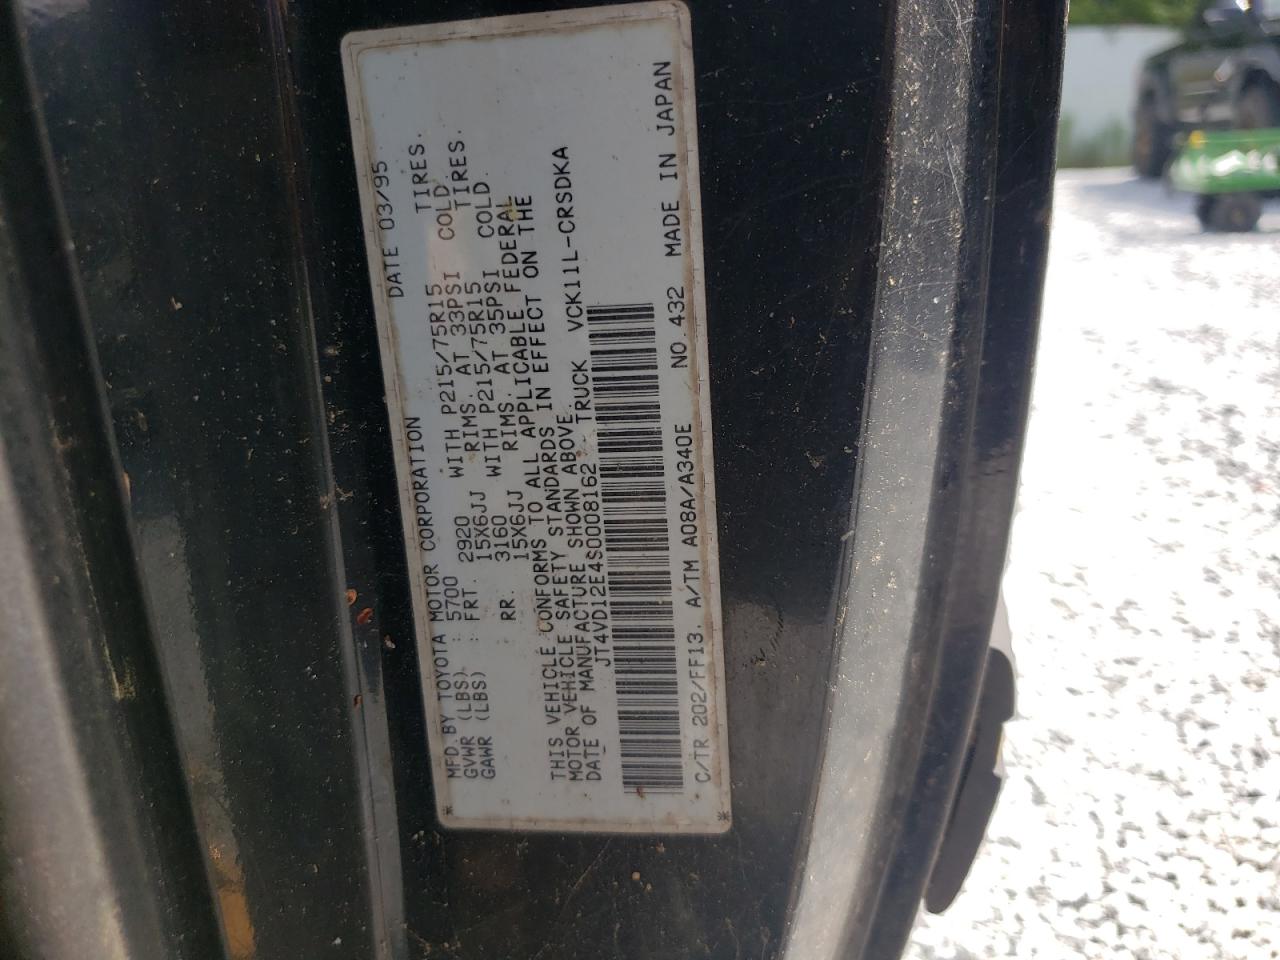 MFD. BY TOYOTA MOTOR CORPORATION DATE 03/95
GVWR (LBS) : 5700
GAWR (LBS) : FRT. 2920 WITH P215/75R15 TIRES.
15X6JJ RIMS. AT 33PSI COLD
RR. 3160 WITH P215/75R15 TIRES.
15X6JJ RIMS. AT 35PSI COLD.
THIS VEHICLE CONFORMS TO ALL APPLICABLE FEDERAL
MOTOR VEHICLE SAFETY STANDARDS IN EFFECT ON THE
DATE OF MANUFACTURE SHOWN ABOVE.
JT4VD12E4S0008162 TRUCK VCK11L-CRSDKA
C/TR 202/FF13. A/TM A08A/A340E NO.432 MADE IN JAPAN